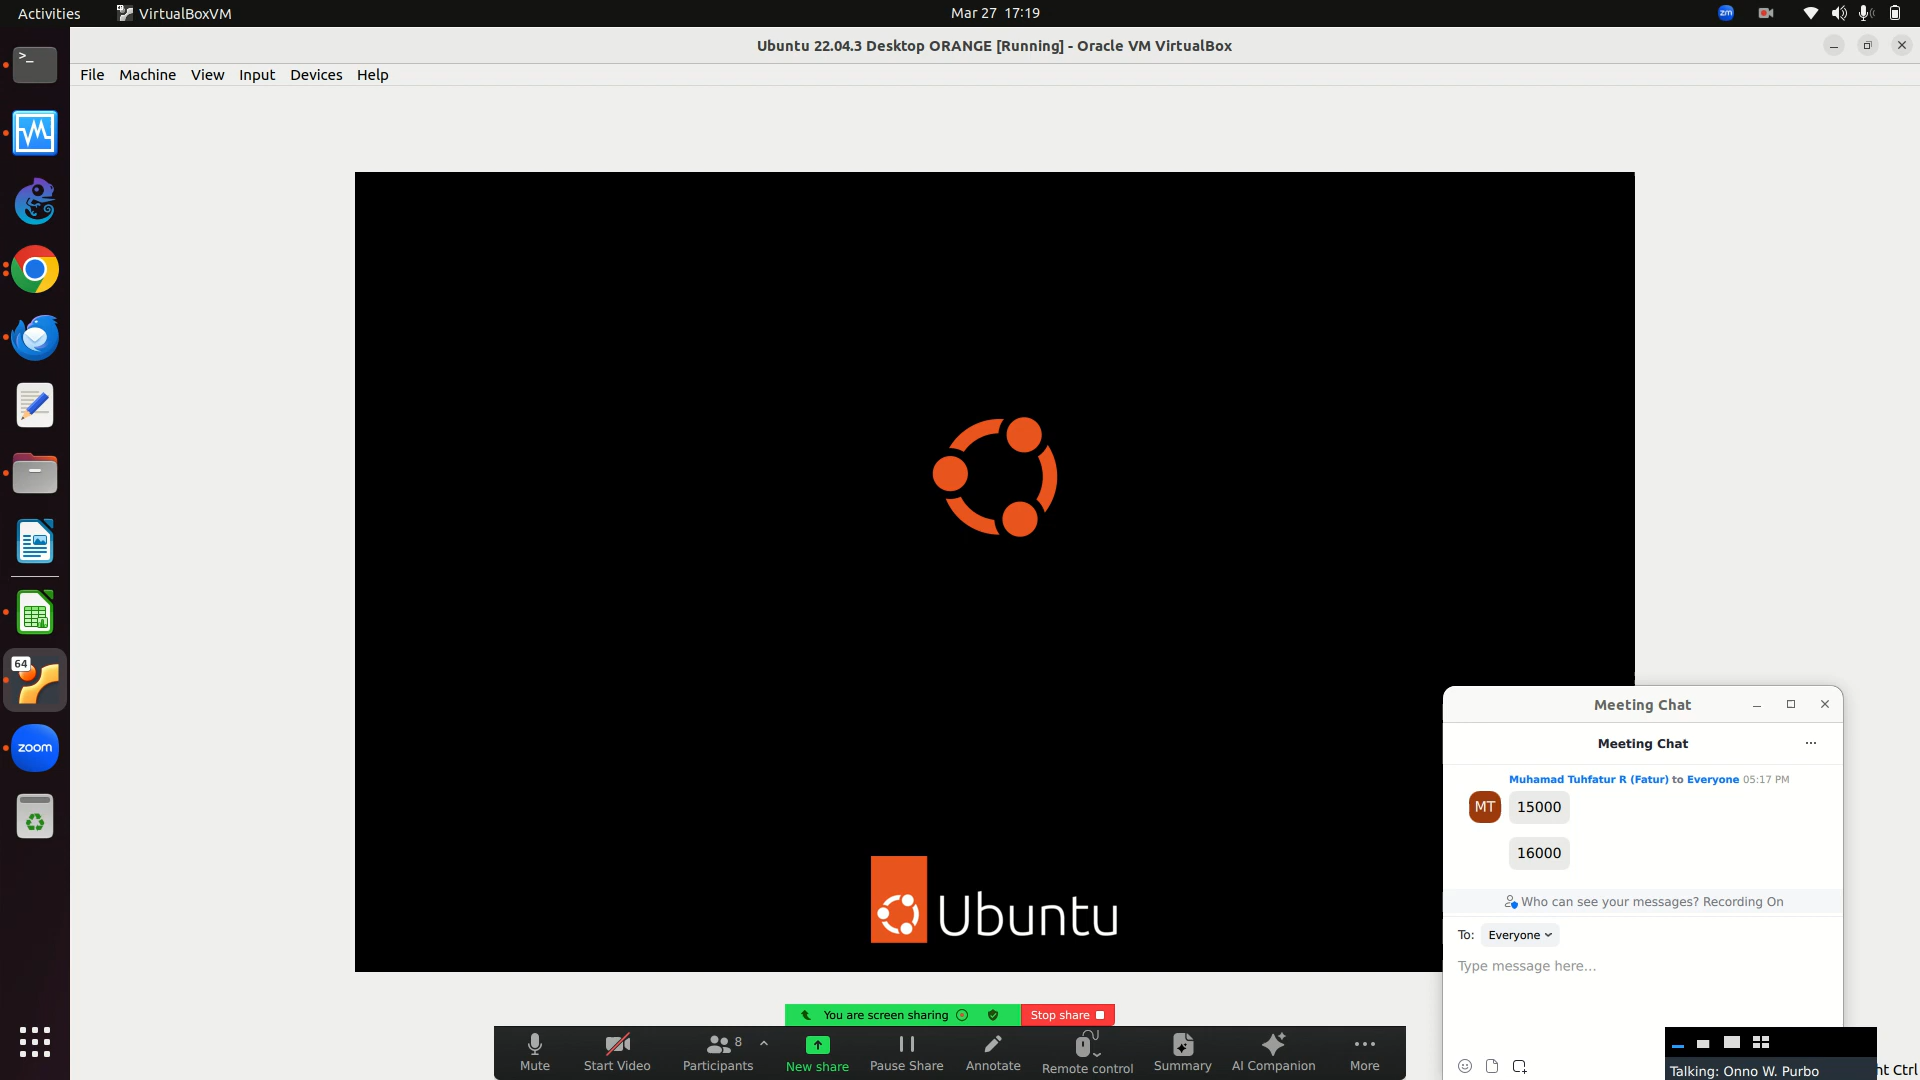 Activities
VirtualBoxVM
Mar 27 17:19
zm
Ubuntu 22.04.3 Desktop ORANGE [Running] - Oracle VM VirtualBox
File Machine View Input Devices Help
64
zoom
Ubuntu
Meeting Chat
Meeting Chat
Muhamad Tuhfatur R (Fatur) to Everyone 05:17 PM
MT
15000
16000
Who can see your messages? Recording On
To: Everyone
Type message here...
You are screen sharing
Stop share
8
Mute
Start Video
Participants
New share
Pause Share
Annotate
Remote control
Summary
AI Companion
More
Talking: Onno W. Purbo
ht Ctrl